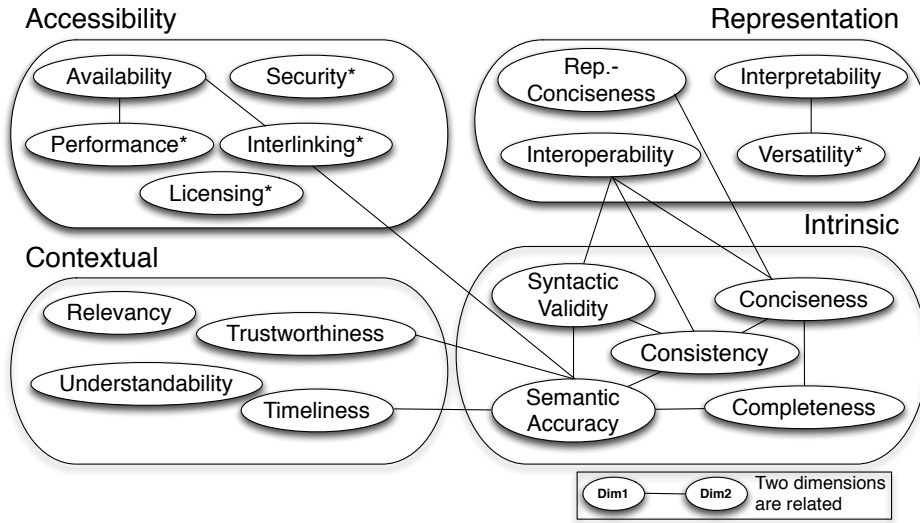 Accessibility
Availability
Security*
Performance*
Interlinking*
Licensing*
Representation
Rep.-
Conciseness
Interpretability
Interoperability
Versatility*
Contextual
Relevancy
Trustworthiness
Understandability
Timeliness
Intrinsic
Syntactic
Validity
Conciseness
Consistency
Semantic
Accuracy
Completeness
Dim1
Dim2
Two dimensions
are related